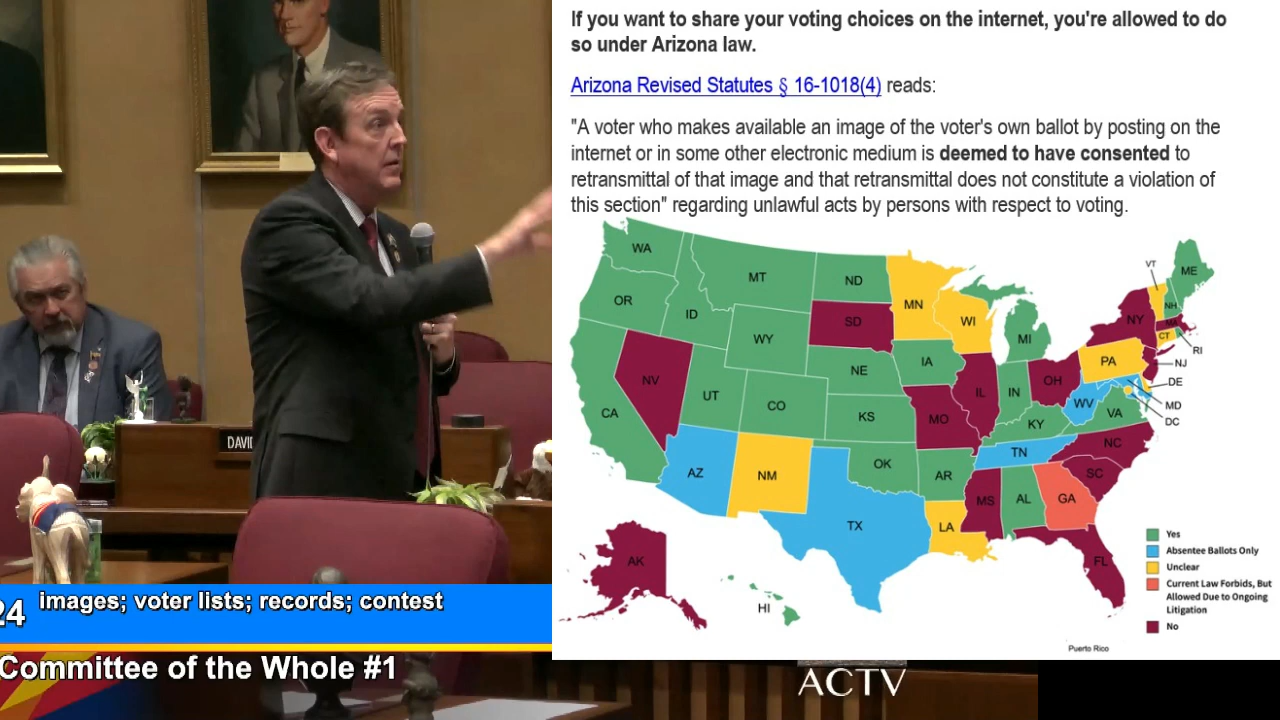 If you want to share your voting choices on the internet, you're allowed to do
so under Arizona law.
Arizona Revised Statutes § 16-1018(4) reads:
"A voter who makes available an image of the voter's own ballot by posting on the
internet or in some other electronic medium is deemed to have consented to
retransmittal of that image and that retransmittal does not constitute a violation of
this section" regarding unlawful acts by persons with respect to voting.
WA
MT
ND
MN
VT
ME
OR
ID
SD
WI
NH
NY
MA
WY
MI
CT
RI
NV
NE
IA
PA
NJ
UT
CO
IL
IN
OH
DE
CA
KS
MO
WV
VA
MD
DC
KY
NC
AZ
NM
OK
AR
TN
SC
MS
AL
GA
TX
LA
AK
FL
HI
Yes
Absentee Ballots Only
Unclear
Current Law Forbids, But
Allowed Due to Ongoing
Litigation
No
Puerto Rico
DAVID
24 images; voter lists; records; contest
Committee of the Whole #1
ACTV